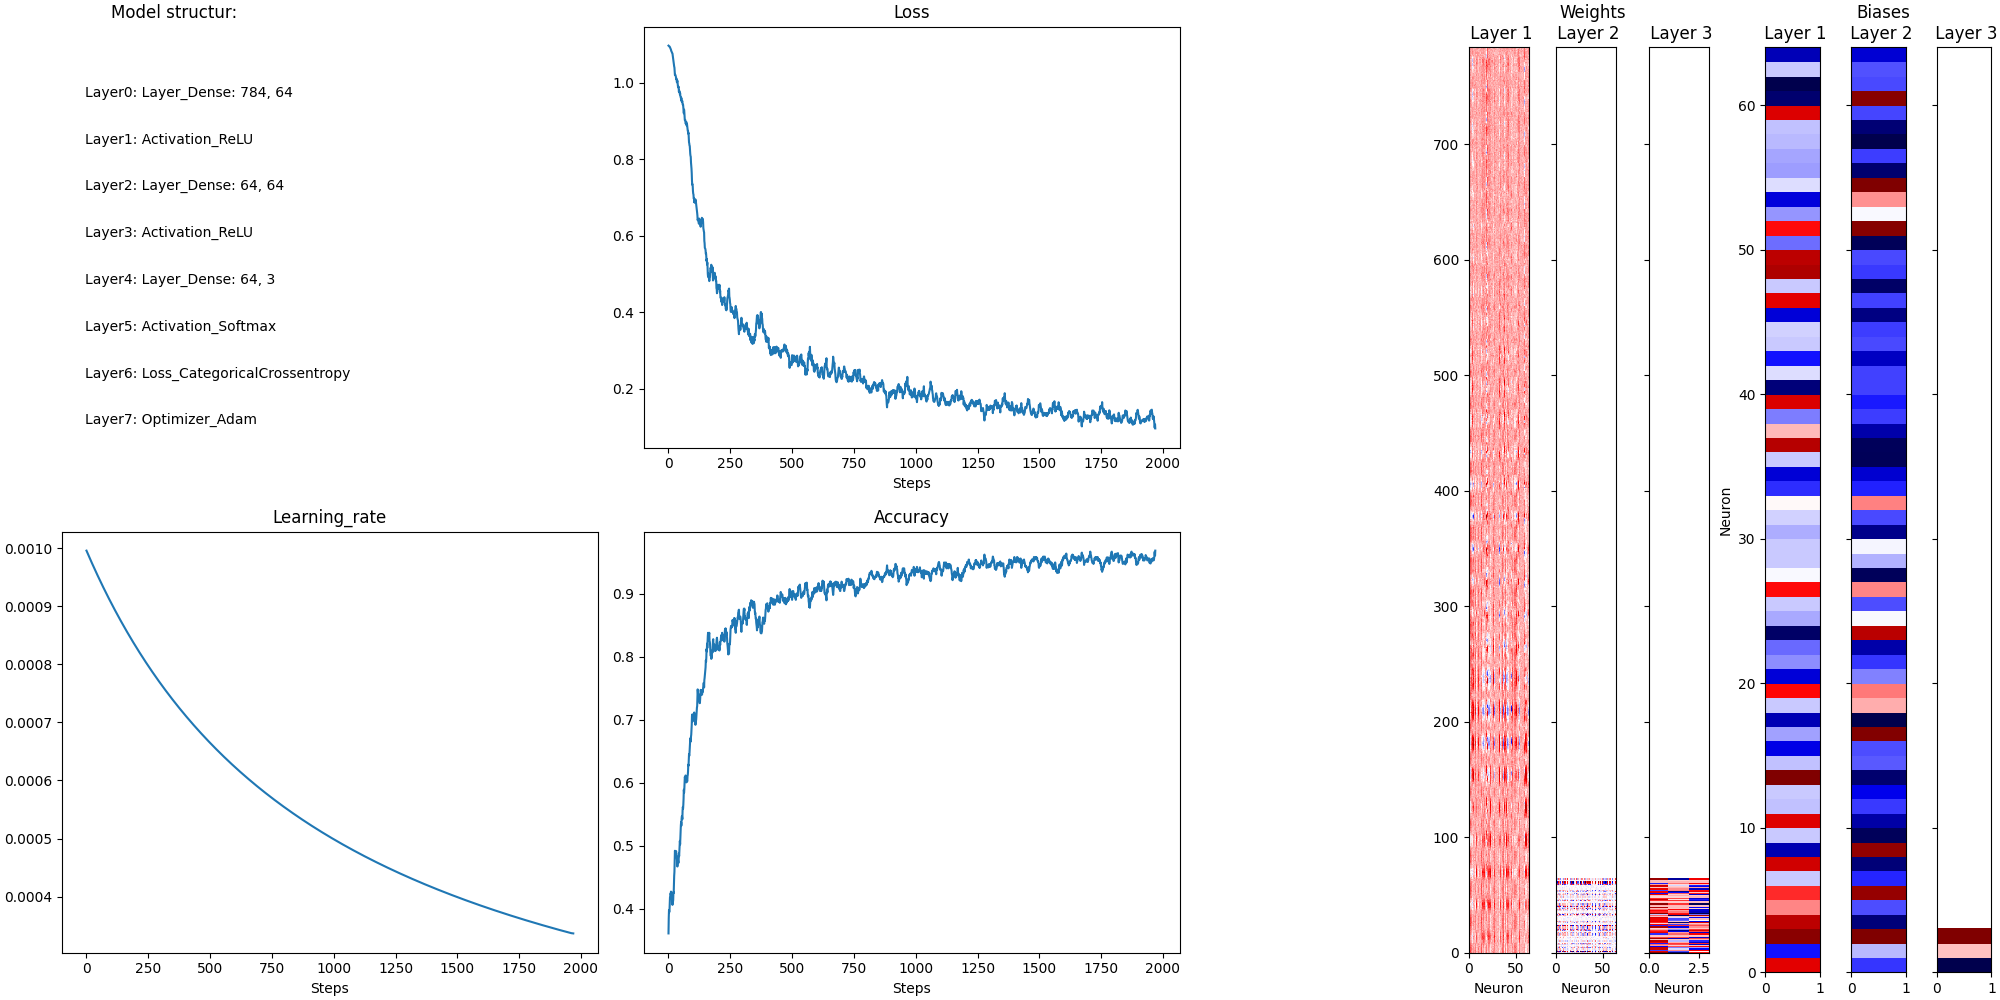 Model structur:
Layer0: Layer_Dense: 784, 64
Layer1: Activation_ReLU
Layer2: Layer_Dense: 64, 64
Layer3: Activation_ReLU
Layer4: Layer_Dense: 64, 3
Layer5: Activation_Softmax
Layer6: Loss_CategoricalCrossentropy
Layer7: Optimizer_Adam
Loss
1.0
0.8
0.6
0.4
0.2
0 250 500 750 1000 1250 1500 1750 2000
Steps
Learning_rate
0.0010
0.0009
0.0008
0.0007
0.0006
0.0005
0.0004
0 250 500 750 1000 1250 1500 1750 2000
Steps
Accuracy
0.9
0.8
0.7
0.6
0.5
0.4
0 250 500 750 1000 1250 1500 1750 2000
Steps
Weights
Layer 1 Layer 2 Layer 3
700
600
500
400
300
200
100
0
0 50 0 50 0.0 2.5
Neuron Neuron Neuron
Biases
Layer 1 Layer 2 Layer 3
Neuron
60
50
40
30
20
10
0
0 1 0 1 0 1